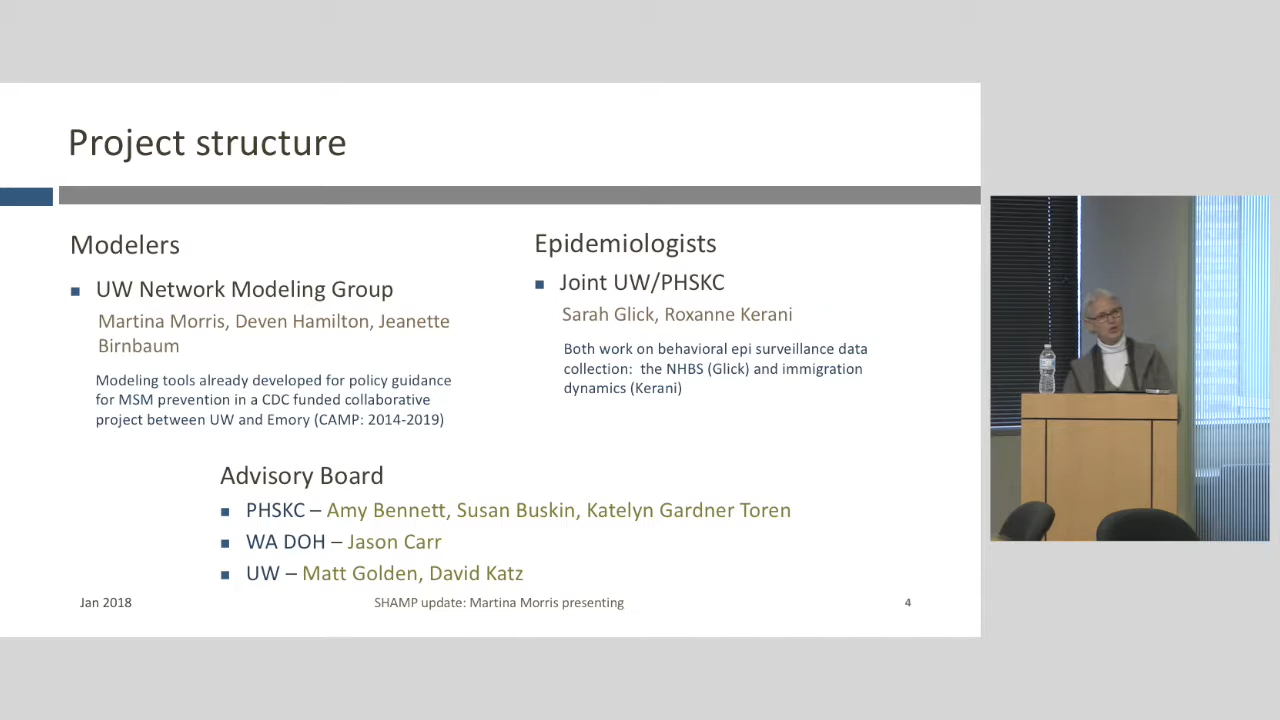 Project structure
Modelers
UW Network Modeling Group
Martina Morris, Deven Hamilton, Jeanette
Birnbaum
Modeling tools already developed for policy guidance
for MSM prevention in a CDC funded collaborative
project between UW and Emory (CAMP: 2014-2019)
Epidemiologists
Joint UW/PHSKC
Sarah Glick, Roxanne Kerani
Both work on behavioral epi surveillance data
collection: the NHBS (Glick) and immigration
dynamics (Kerani)
Advisory Board
PHSKC – Amy Bennett, Susan Buskin, Katelyn Gardner Toren
WA DOH – Jason Carr
UW – Matt Golden, David Katz
Jan 2018
SHAMP update: Martina Morris presenting
4